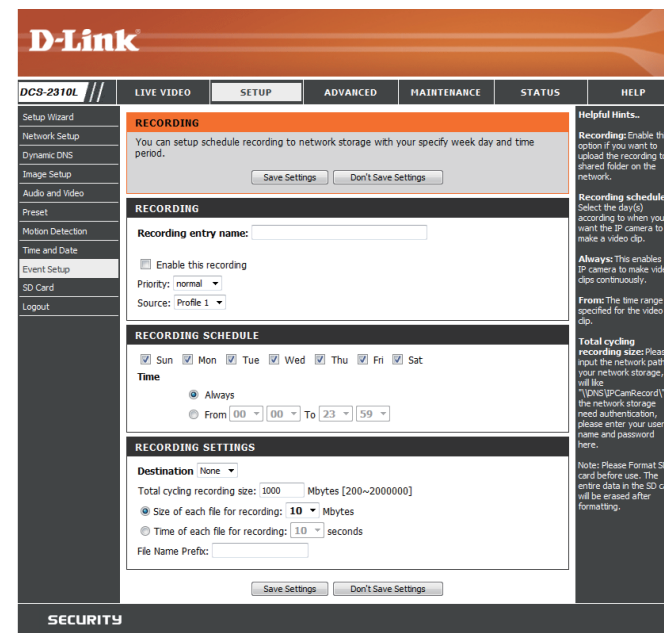 D-Link
DCS-2310L // LIVE VIDEO SETUP ADVANCED MAINTENANCE STATUS HELP
Setup Wizard
Network Setup
Dynamic DNS
Image Setup
Audio and Video
Preset
Motion Detection
Time and Date
Event Setup
SD Card
Logout
RECORDING
You can setup schedule recording to network storage with your specify week day and time
period.
Save Settings Don't Save Settings
RECORDING
Recording entry name:
Enable this recording
Priority: normal
Source: Profile 1
RECORDING SCHEDULE
Sun Mon Tue Wed Thu Fri Sat
Time
Always
From 00 00 To 23 59
RECORDING SETTINGS
Destination None
Total cycling recording size: 1000 Mbytes [200~2000000]
Size of each file for recording: 10 Mbytes
Time of each file for recording: 10 seconds
File Name Prefix:
Save Settings Don't Save Settings
Helpful Hints..
Recording: Enable th
option if you want to
upload the recording to
shared folder on the
network.
Recording schedule
Select the day(s)
according to when you
want the IP camera to
make a video clip.
Always: This enables
IP camera to make vide
clips continuously.
From: The time range
specified for the video
clip.
Total cycling
recording size: Pleas
input the network path
your network storage,
will like
"\\DNS\IPCamRecord\"
the network storage
need authentication,
please enter your user
name and password
here.
Note: Please Format SD
card before use. The
entire data in the SD ca
will be erased after
formatting.
SECURITY